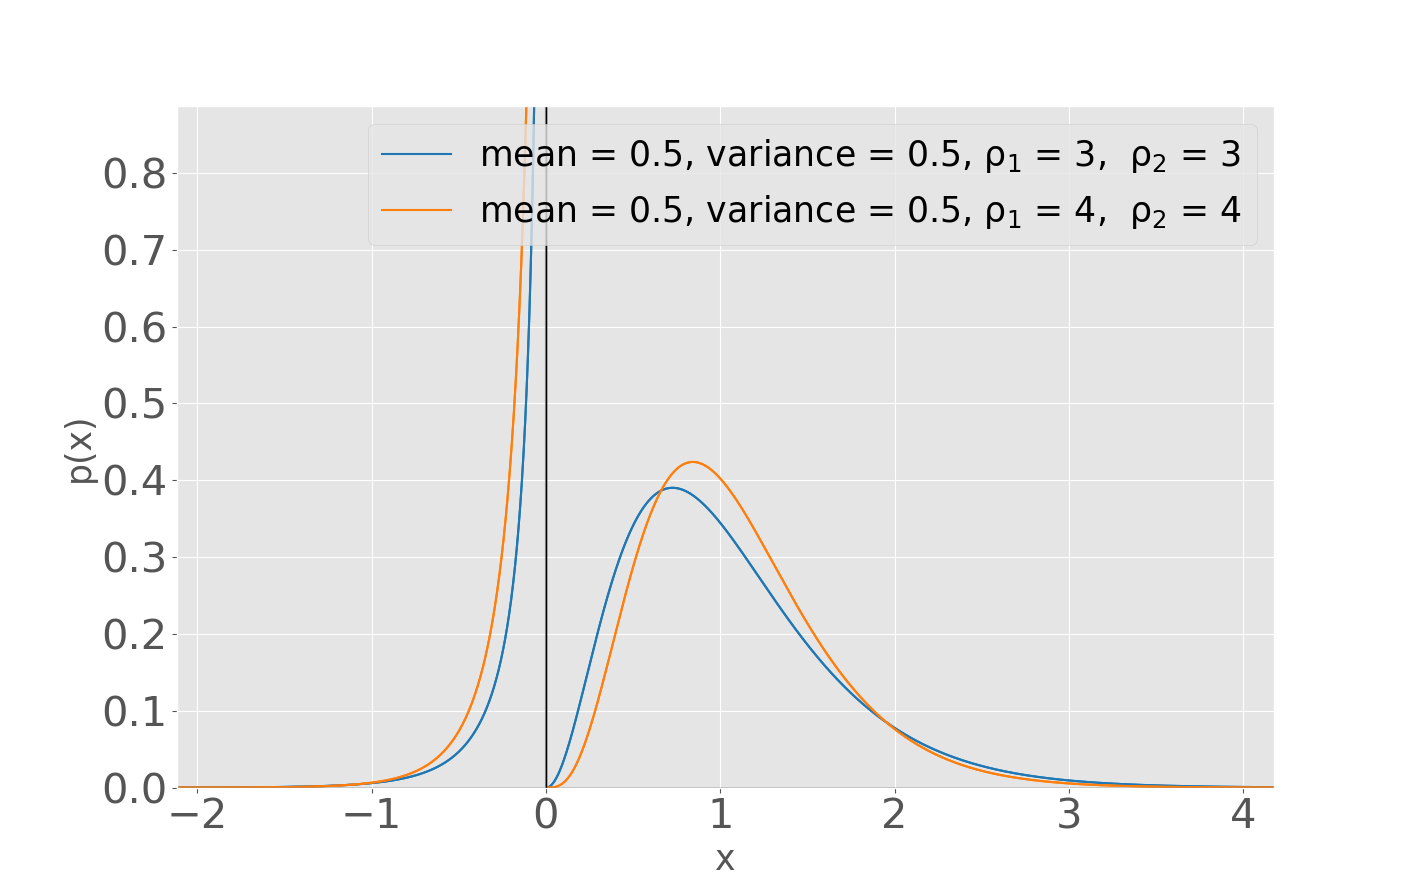 mean = 0.5, variance = 0.5, ρ₁ = 3, ρ₂ = 3
mean = 0.5, variance = 0.5, ρ₁ = 4, ρ₂ = 4
0.8
0.7
0.6
0.5
0.4
0.3
0.2
0.1
0.0
p(x)
−2 −1 0 1 2 3 4
x